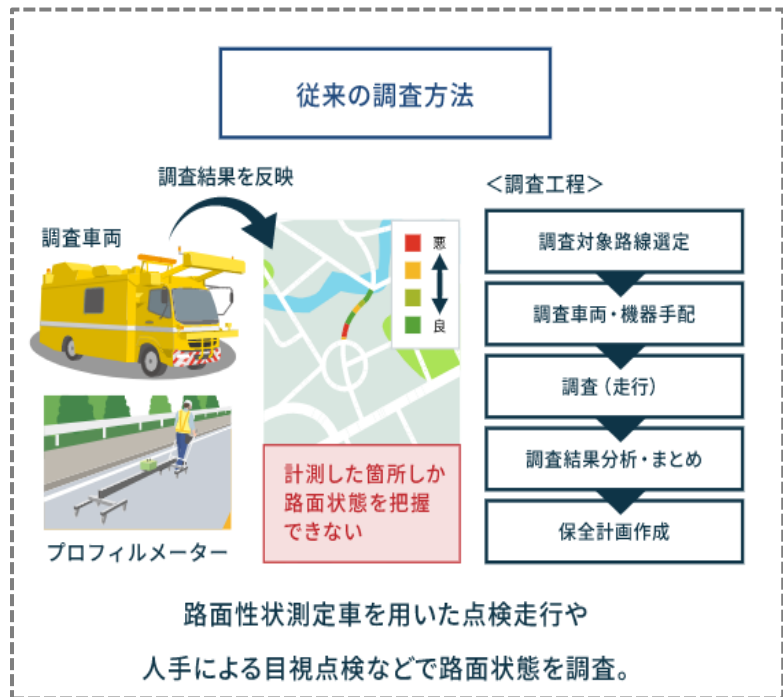 従来の調査方法
調査結果を反映
調査車両
悪
良
計測した箇所しか
路面状態を把握
できない
プロフィルメーター
＜調査工程＞
調査対象路線選定
調査車両・機器手配
調査（走行）
調査結果分析・まとめ
保全計画作成
路面性状測定車を用いた点検走行や
人手による目視点検などで路面状態を調査。